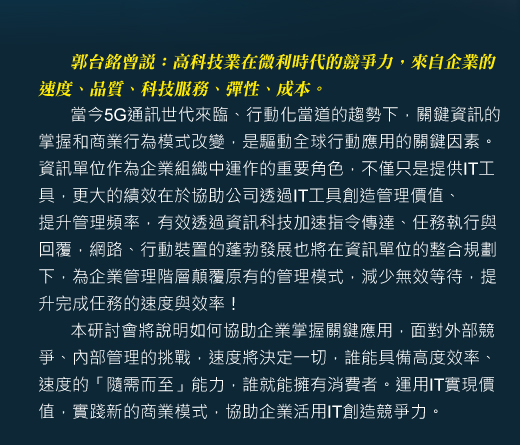 郭台銘曾説：高科技業在微利時代的競爭力，來自企業的
速度、品質、科技服務、彈性、成本。
當今5G通訊世代來臨、行動化當道的趨勢下，關鍵資訊的
掌握和商業行為模式改變，是驅動全球行動應用的關鍵因素。
資訊單位作為企業組織中運作的重要角色，不僅只是提供IT工
具，更大的績效在於協助公司透過IT工具創造管理價值、
提升管理頻率，有效透過資訊科技加速指令傳達、任務執行與
回覆，網路、行動裝置的蓬勃發展也將在資訊單位的整合規劃
下，為企業管理階層顛覆原有的管理模式，減少無效等待，提
升完成任務的速度與效率！
本研討會將說明如何協助企業掌握關鍵應用，面對外部競
爭、內部管理的挑戰，速度將決定一切，誰能具備高度效率、
速度的「隨需而至」能力，誰就能擁有消費者。運用IT實現價
值，實踐新的商業模式，協助企業活用IT創造競爭力。